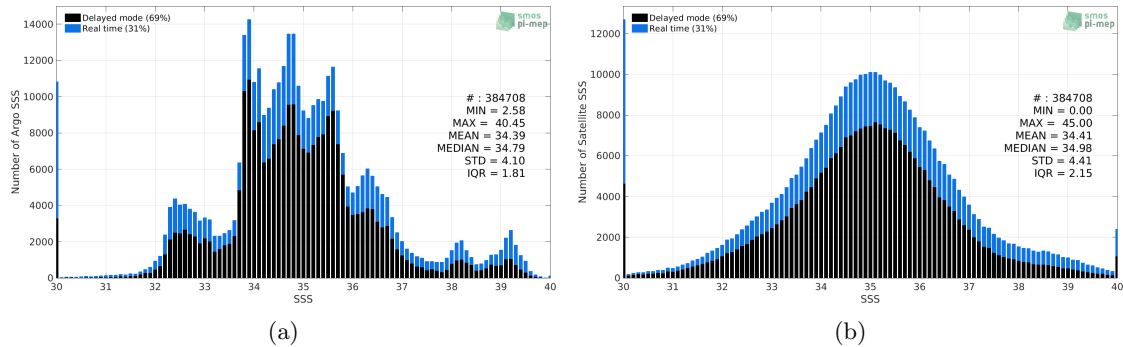 Delayed mode (69%)
Real time (31%)
smos
pi-mep
# : 384708
MIN = 2.58
MAX = 40.45
MEAN = 34.39
MEDIAN = 34.79
STD = 4.10
IQR = 1.81
Number of Argo SSS
14000
12000
10000
8000
6000
4000
2000
0
30 31 32 33 34 35 36 37 38 39 40
SSS
(a)
Delayed mode (69%)
Real time (31%)
smos
pi-mep
# : 384708
MIN = 0.00
MAX = 45.00
MEAN = 34.41
MEDIAN = 34.98
STD = 4.41
IQR = 2.15
Number of Satellite SSS
12000
10000
8000
6000
4000
2000
0
30 31 32 33 34 35 36 37 38 39 40
SSS
(b)